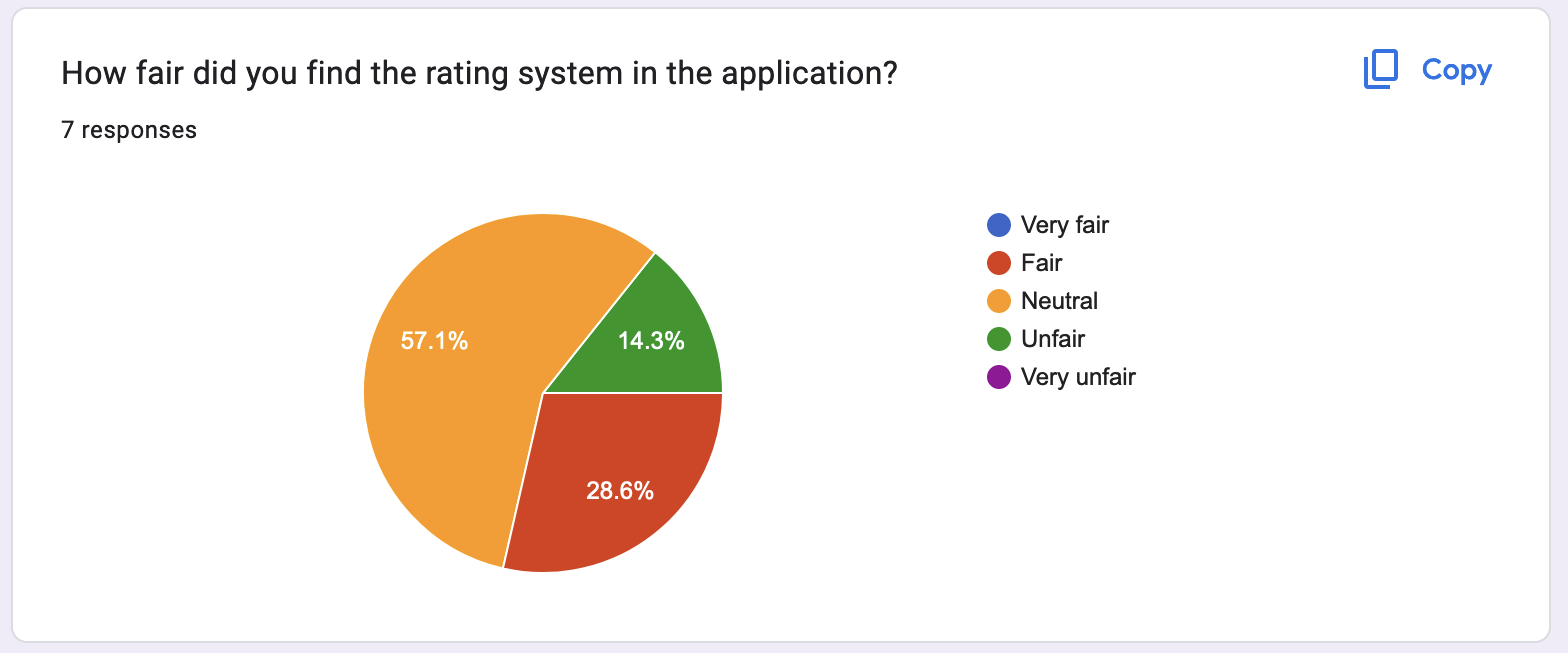 How fair did you find the rating system in the application?
Copy
7 responses
57.1%
14.3%
28.6%
Very fair
Fair
Neutral
Unfair
Very unfair